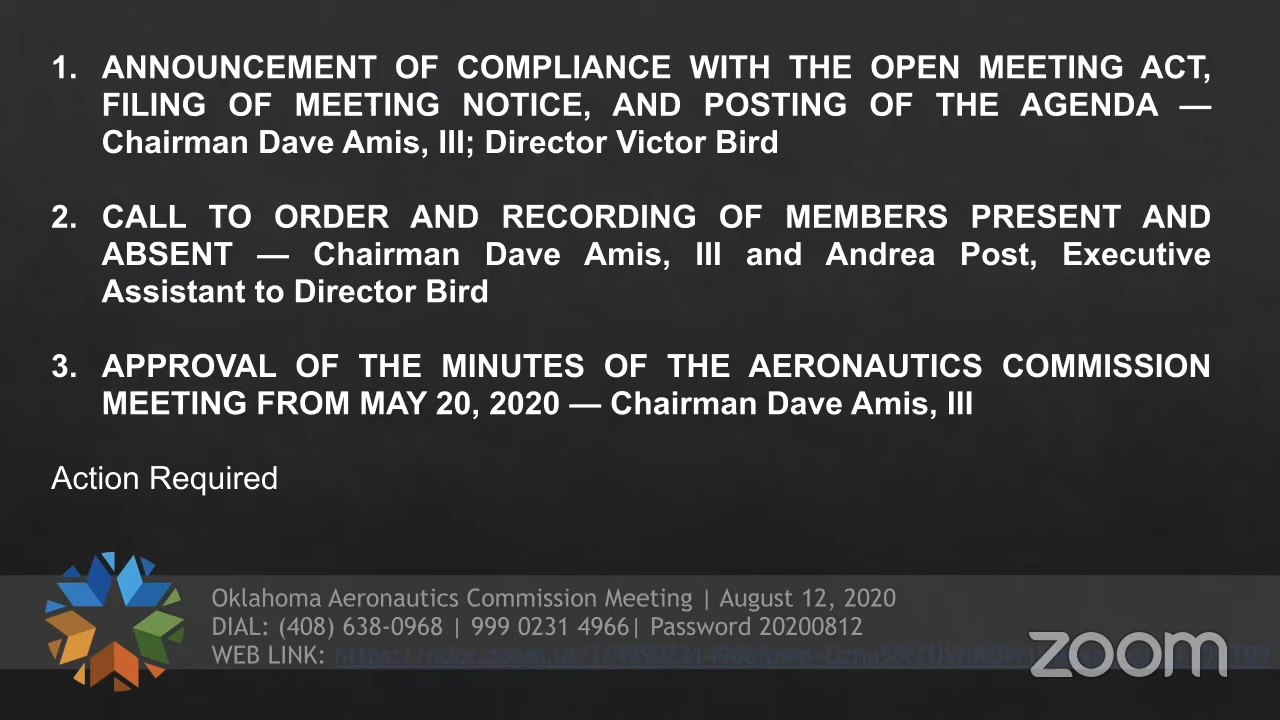 1. ANNOUNCEMENT OF COMPLIANCE WITH THE OPEN MEETING ACT,
FILING OF MEETING NOTICE, AND POSTING OF THE AGENDA —
Chairman Dave Amis, III; Director Victor Bird
2. CALL TO ORDER AND RECORDING OF MEMBERS PRESENT AND
ABSENT — Chairman Dave Amis, III and Andrea Post, Executive
Assistant to Director Bird
3. APPROVAL OF THE MINUTES OF THE AERONAUTICS COMMISSION
MEETING FROM MAY 20, 2020 — Chairman Dave Amis, III
Action Required
Oklahoma Aeronautics Commission Meeting | August 12, 2020
DIAL: (408) 638-0968 | 999 0231 4966| Password 20200812
WEB LINK:
zoom